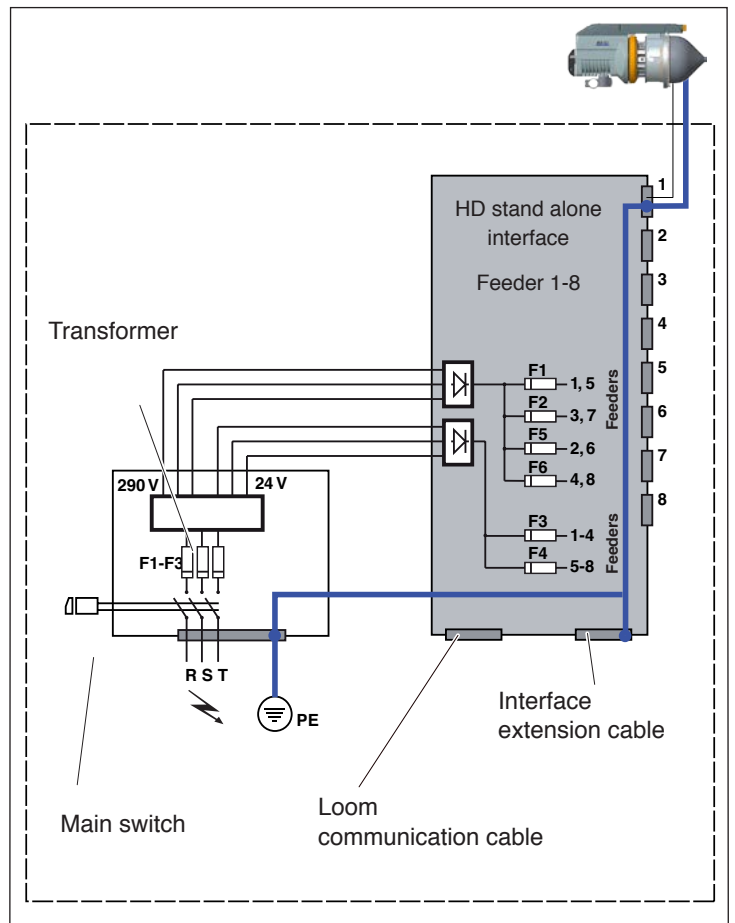 HD stand alone
interface
Feeder 1-8
1
2
3
4
5
6
7
8
Transformer
F1
1, 5
F2
3, 7
F5
2, 6
F6
4, 8
Feeders
F3
1-4
F4
5-8
Feeders
290 V
24 V
F1-F3
R S T
PE
Interface
extension cable
Loom
communication cable
Main switch